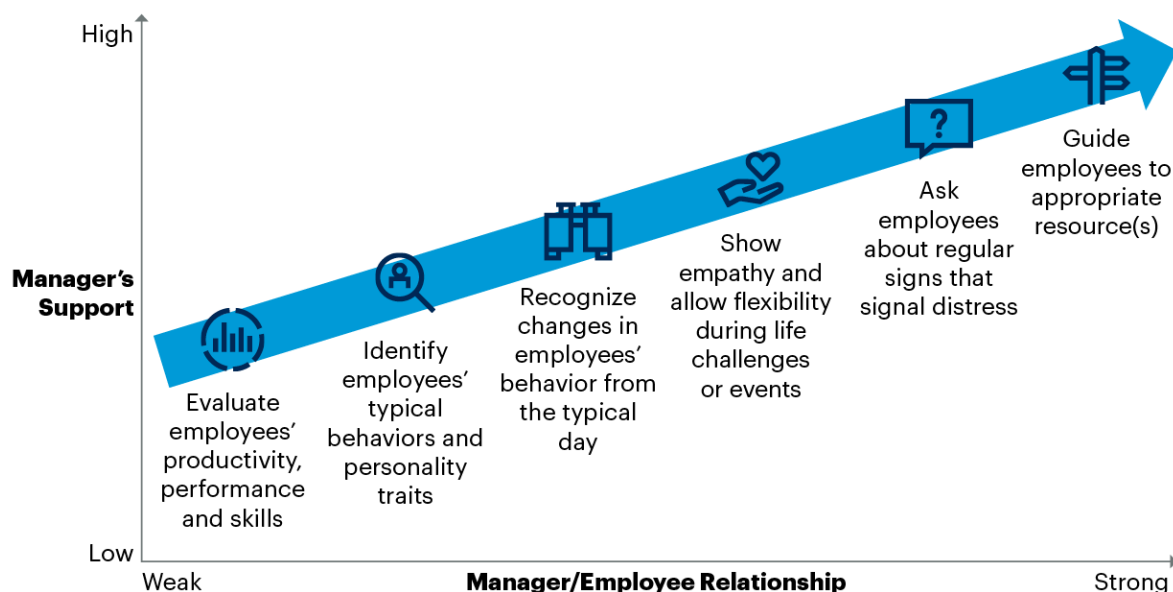 High
Manager's
Support
Low
Evaluate
employees’
productivity,
performance
and skills
Identify
employees’
typical
behaviors and
personality
traits
Recognize
changes in
employees’
behavior from
the typical
day
Show
empathy and
allow flexibility
during life
challenges
or events
?
Ask
employees
about regular
signs that
signal distress
Guide
employees to
appropriate
resource(s)
Weak
Manager/Employee Relationship
Strong